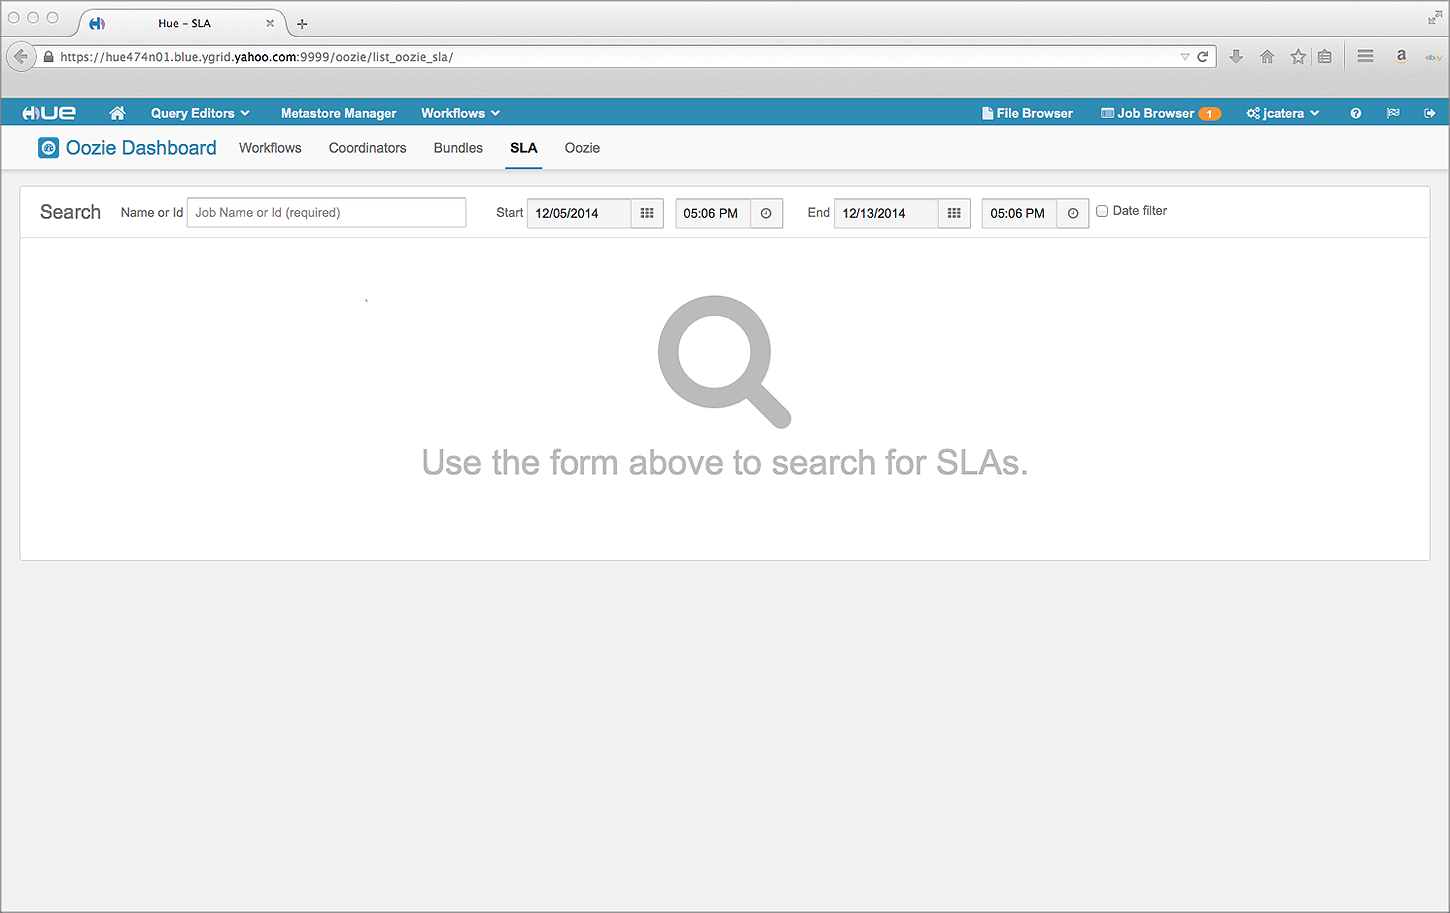 Hue – SLA
https://hue474n01.blue.ygrid.yahoo.com:9999/oozie/list_oozie_sla/
a
ebay
HUE Query Editors Metastore Manager Workflows File Browser Job Browser 1 jcatera
Oozie Dashboard Workflows Coordinators Bundles SLA Oozie
Search Name or Id Job Name or Id (required) Start 12/05/2014 05:06 PM End 12/13/2014 05:06 PM Date filter
Use the form above to search for SLAs.